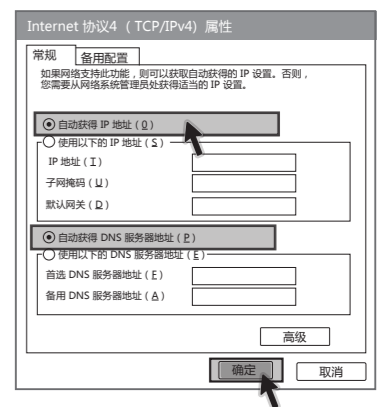 Internet 协议4 （TCP/IPv4）属性
常规 备用配置
如果网络支持此功能，则可以获取自动获得的 IP 设置。否则，
您需要从网络系统管理员处获得适当的 IP 设置。
自动获得 IP 地址（O）
使用以下的 IP 地址（S）
IP 地址（I）
子网掩码（U）
默认网关（D）
自动获得 DNS 服务器地址（P）
使用以下的 DNS 服务器地址（E）
首选 DNS 服务器地址（F）
备用 DNS 服务器地址（A）
高级
确定 取消